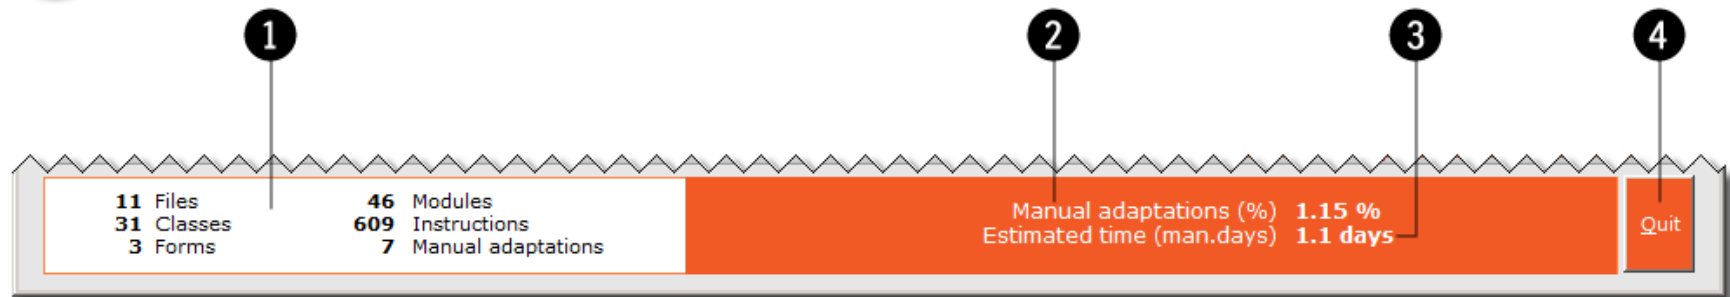 1 2 3 4
11 Files 46 Modules
31 Classes 609 Instructions
3 Forms 7 Manual adaptations
Manual adaptations (%) 1.15 %
Estimated time (man.days) 1.1 days
Quit